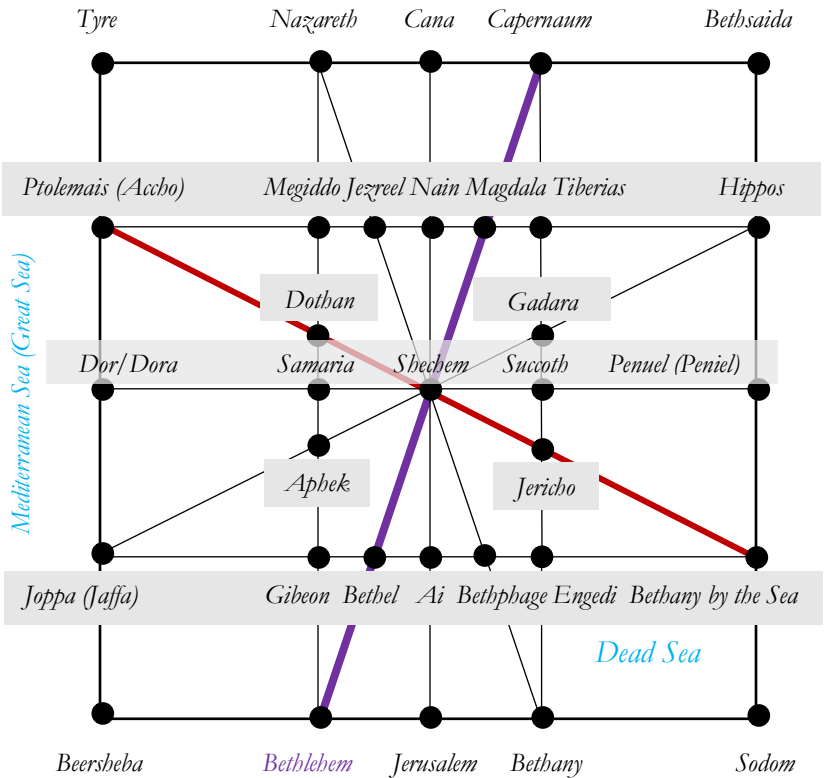 Tyre Nazareth Cana Capernaum Bethsaida
Ptolemais (Accho) Megiddo Jezreel Nain Magdala Tiberias Hippos
Mediterranean Sea (Great Sea)
Dothan Gadara
Dor/Dora Samaria Shechem Succoth Penuel (Peniel)
Aphek Jericho
Joppa (Jaffa) Gibeon Bethel Ai Bethphage Engedi Bethany by the Sea
Dead Sea
Beersheba Bethlehem Jerusalem Bethany Sodom